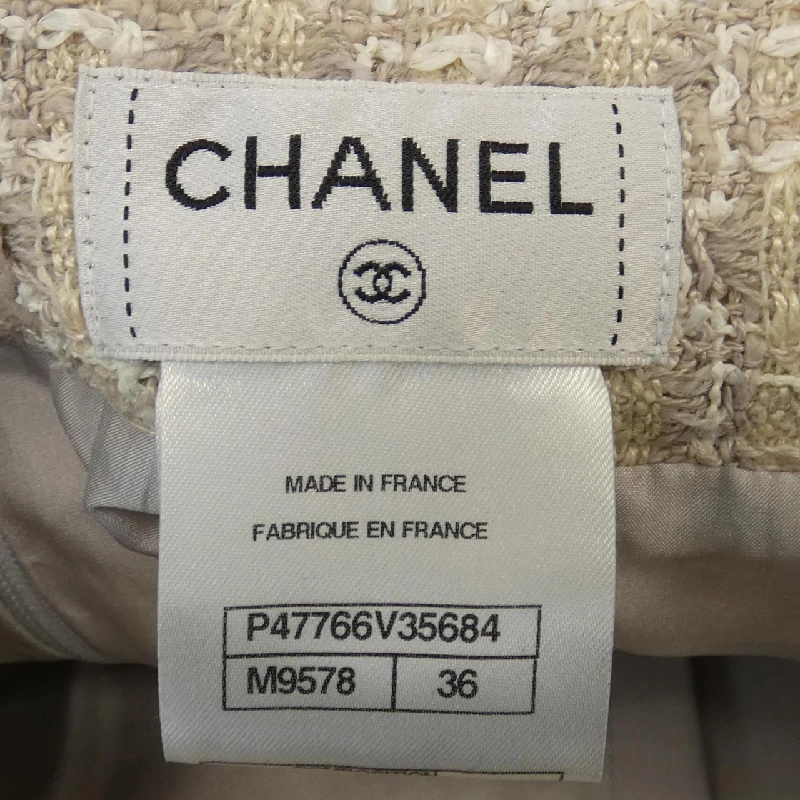 CHANEL
MADE IN FRANCE
FABRIQUE EN FRANCE
P47766V35684
M9578 36